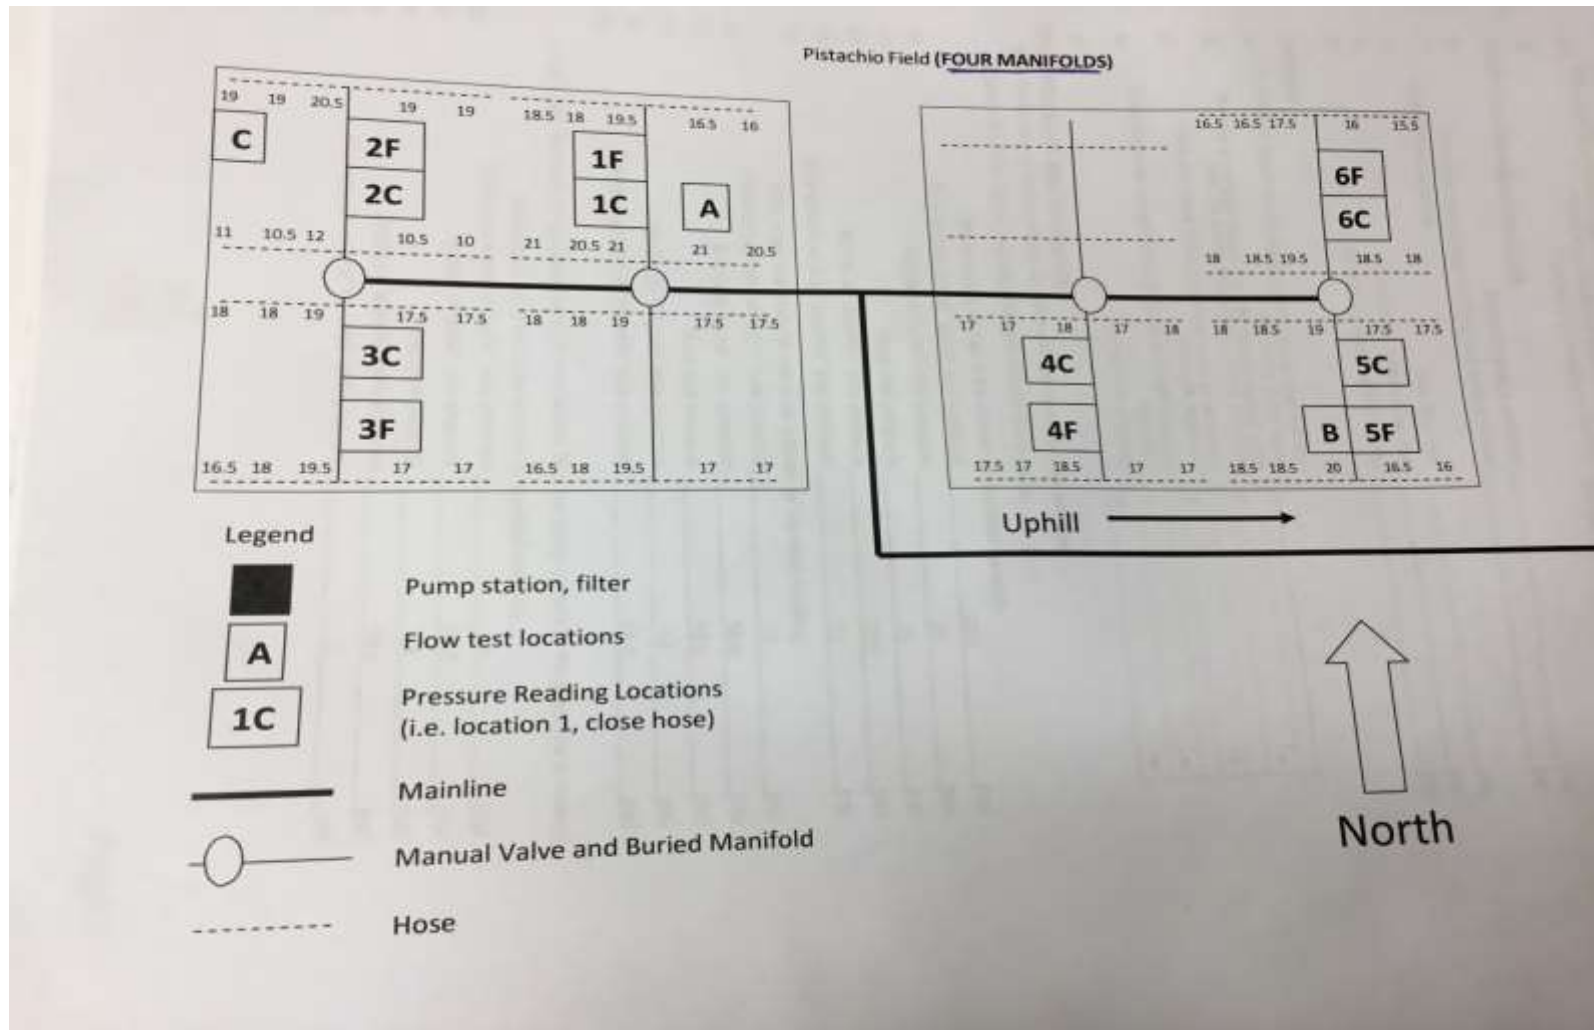 Pistachio Field (FOUR MANIFOLDS)
19 19 20.5 19 19 18.5 18 19.5 16.5 16
16.5 16.5 17.5 16 15.5
C 2F 1F 6F
2C 1C A 6C
11 10.5 12 10.5 10 21 20.5 21 21 20.5
18 18.5 19.5 18.5 18
18 18 19 17.5 17.5 18 18 19 17.5 17.5
17 17 18 17 18 18 18.5 19 17.5 17.5
3C 4C 5C
3F 4F B 5F
16.5 18 19.5 17 17 16.5 18 19.5 17 17
17.5 17 18.5 17 17 18.5 18.5 20 16.5 16
Uphill
Legend
Pump station, filter
A Flow test locations
1C Pressure Reading Locations
(i.e. location 1, close hose)
Mainline
Manual Valve and Buried Manifold
Hose
North